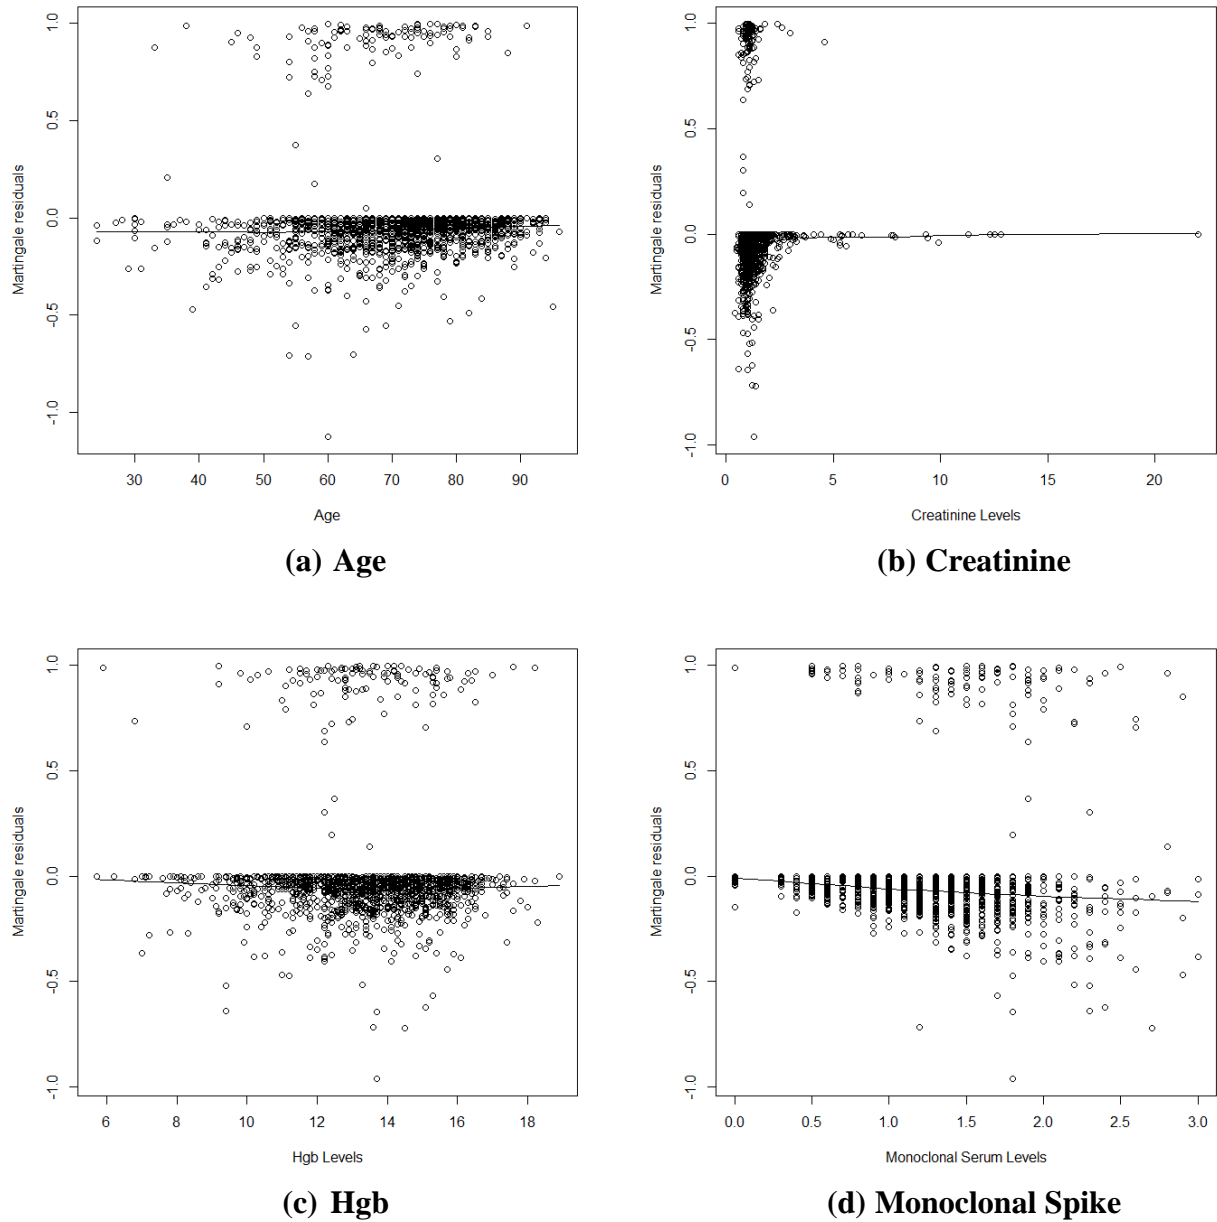 1.0
0.5
0.0
-0.5
-1.0
Martingale residuals
30 40 50 60 70 80 90
Age
(a) Age
1.0
0.5
0.0
-0.5
-1.0
Martingale residuals
0 5 10 15 20
Creatinine Levels
(b) Creatinine
1.0
0.5
0.0
-0.5
-1.0
Martingale residuals
6 8 10 12 14 16 18
Hgb Levels
(c) Hgb
1.0
0.5
0.0
-0.5
-1.0
Martingale residuals
0.0 0.5 1.0 1.5 2.0 2.5 3.0
Monoclonal Serum Levels
(d) Monoclonal Spike